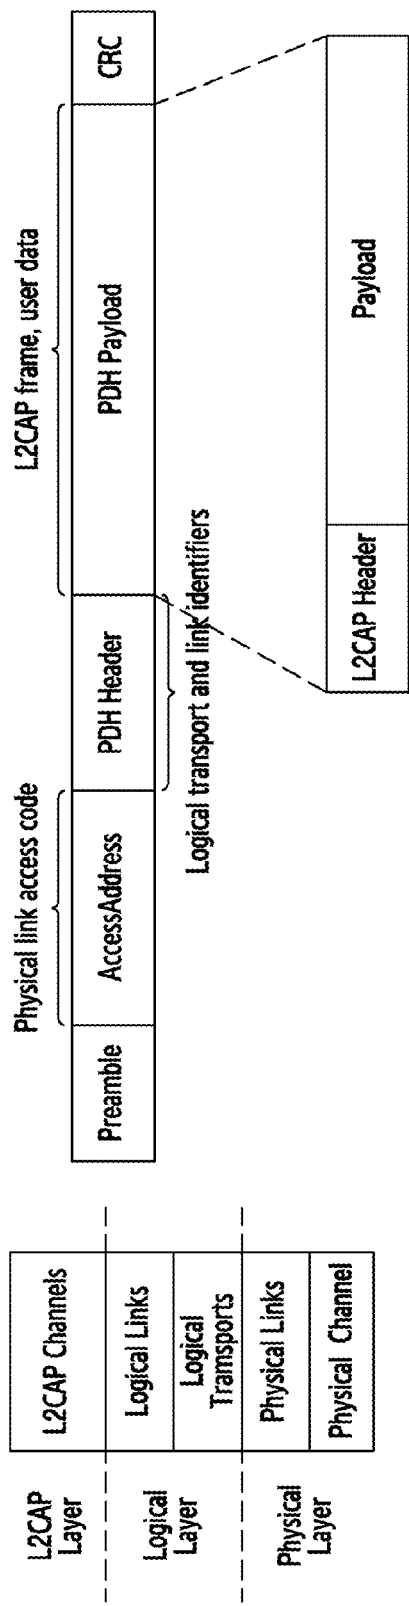 L2CAP
Layer
L2CAP Channels
Logical
Layer
Logical Links
Logical
Tramsports
Physical
Layer
Physical Links
Physical Channel
Physical link access code
L2CAP frame, user data
Preamble
AccessAddress
PDH Header
PDH Payload
CRC
Logical transport and link identifiers
L2CAP Header
Payload